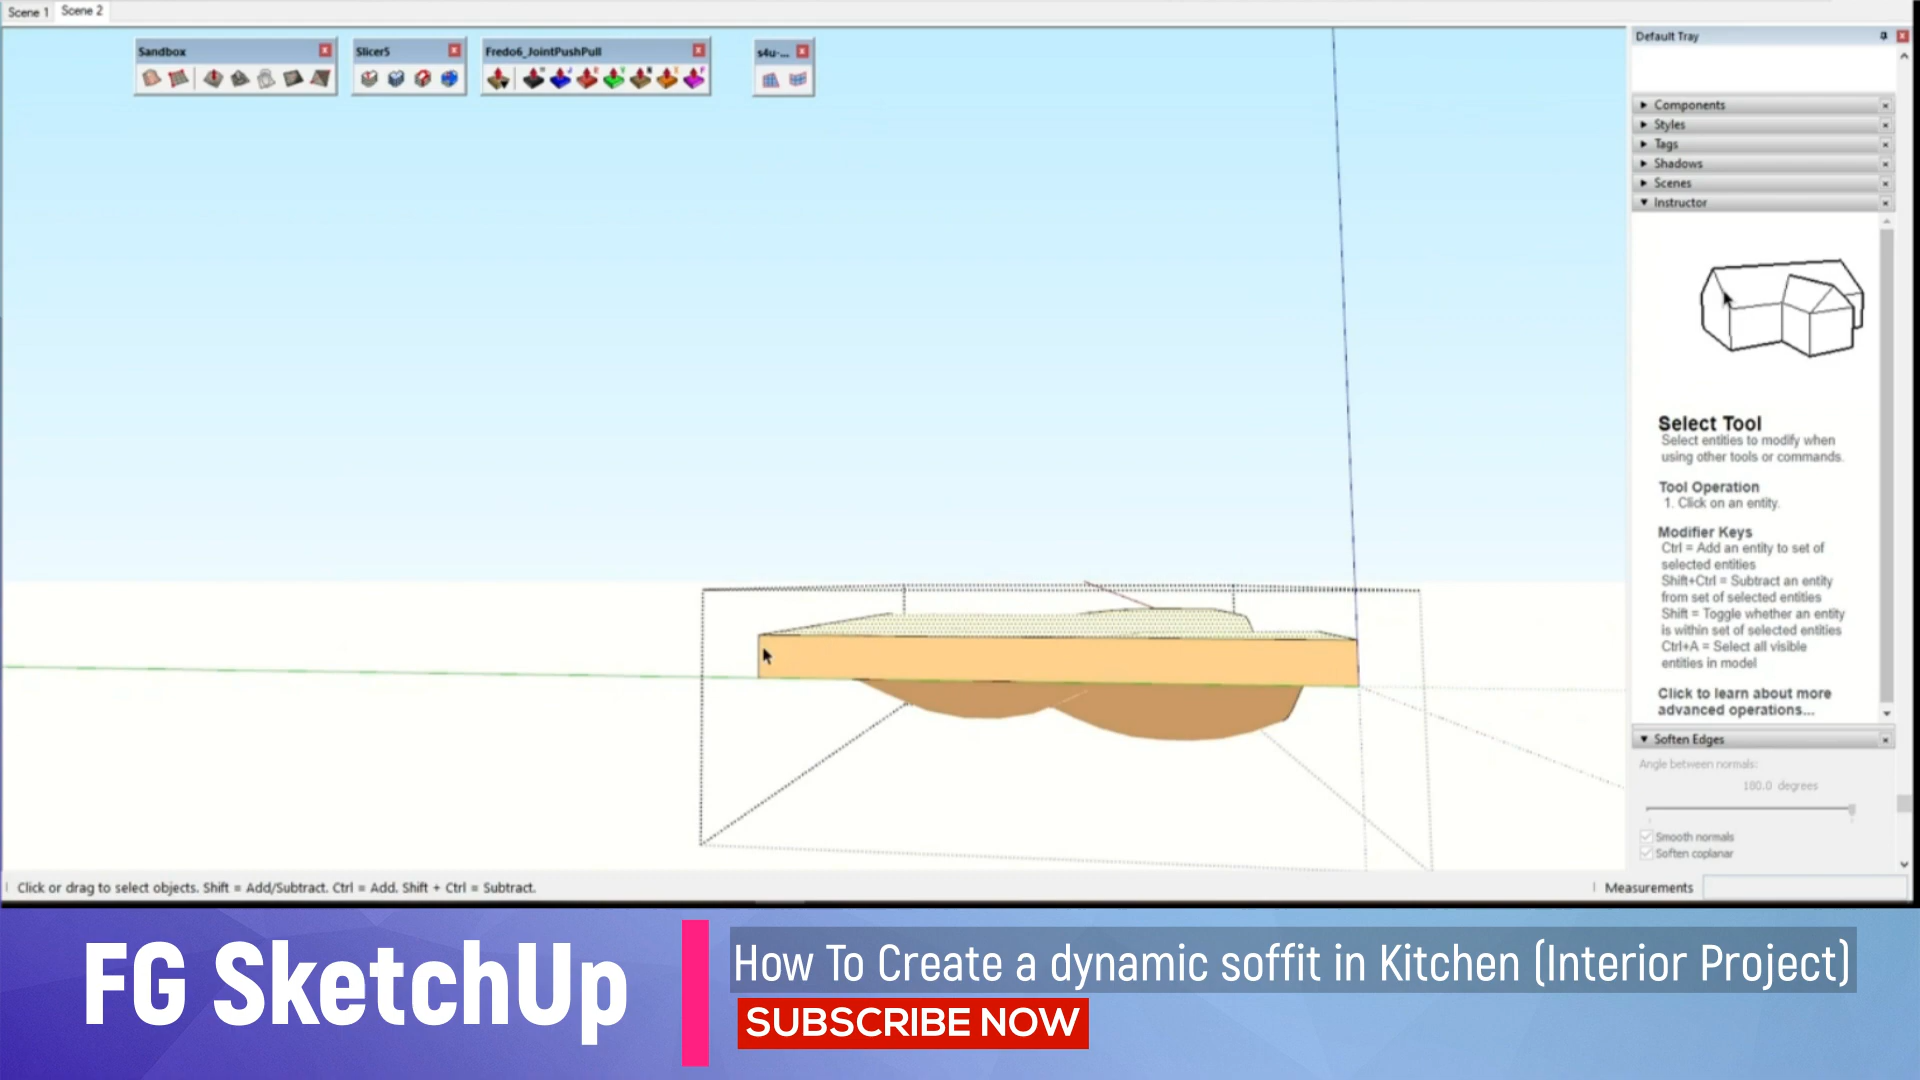 Scene 1
Scene 2
Sandbox
Slicer5
Fredo6_JointPushPull
s4u-...
Default Tray
Components
Styles
Tags
Shadows
Scenes
Instructor
Select Tool
Select entities to modify when
using other tools or commands.
Tool Operation
1. Click on an entity.
Modifier Keys
Ctrl = Add an entity to set of
selected entities
Shift+Ctrl = Subtract an entity
from set of selected entities
Shift = Toggle whether an entity
is within set of selected entities
Ctrl+A = Select all visible
entities in model
Click to learn about more
advanced operations...
Soften Edges
Angle between normals:
180.0 degrees
Smooth normals
Soften coplanar
Click or drag to select objects. Shift = Add/Subtract. Ctrl = Add. Shift + Ctrl = Subtract.
Measurements
FG SketchUp
How To Create a dynamic soffit in Kitchen (Interior Project)
SUBSCRIBE NOW